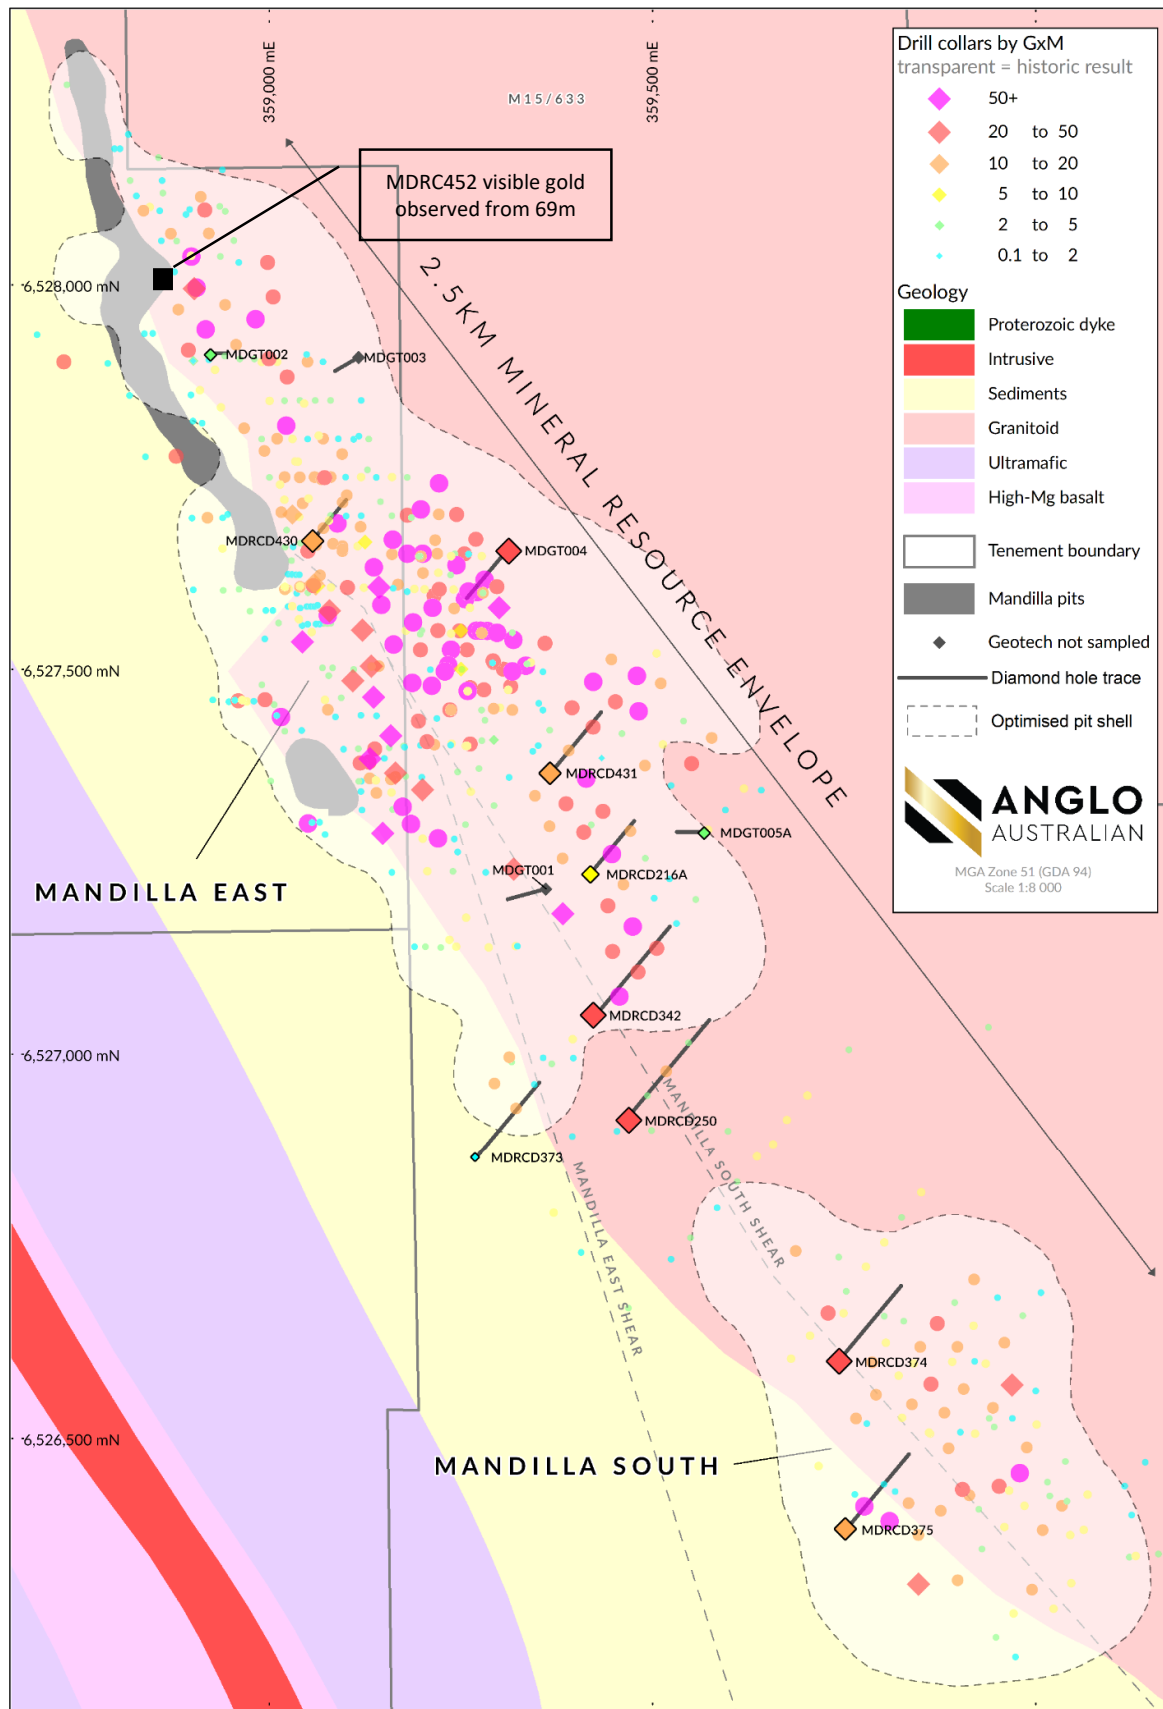 359,000 mE
359,500 mE
M15/633
MDRC452 visible gold
observed from 69m
2.5KM MINERAL RESOURCE ENVELOPE
6,528,000 mN
MDGT002
MDGT003
MDRCD430
MDGT004
6,527,500 mN
MDRCD431
MDGT005A
MDGT001
MDRCD216A
MANDILLA EAST
MDRCD342
6,527,000 mN
MDRCD250
MDRCD373
MANDILLA SOUTH SHEAR
MANDILLA EAST SHEAR
MDRCD374
6,526,500 mN
MANDILLA SOUTH
MDRCD375
Drill collars by GxM
transparent = historic result
50+
20 to 50
10 to 20
5 to 10
2 to 5
0.1 to 2
Geology
Proterozoic dyke
Intrusive
Sediments
Granitoid
Ultramafic
High-Mg basalt
Tenement boundary
Mandilla pits
Geotech not sampled
Diamond hole trace
Optimised pit shell
ANGLO
AUSTRALIAN
MGA Zone 51 (GDA 94)
Scale 1:8 000